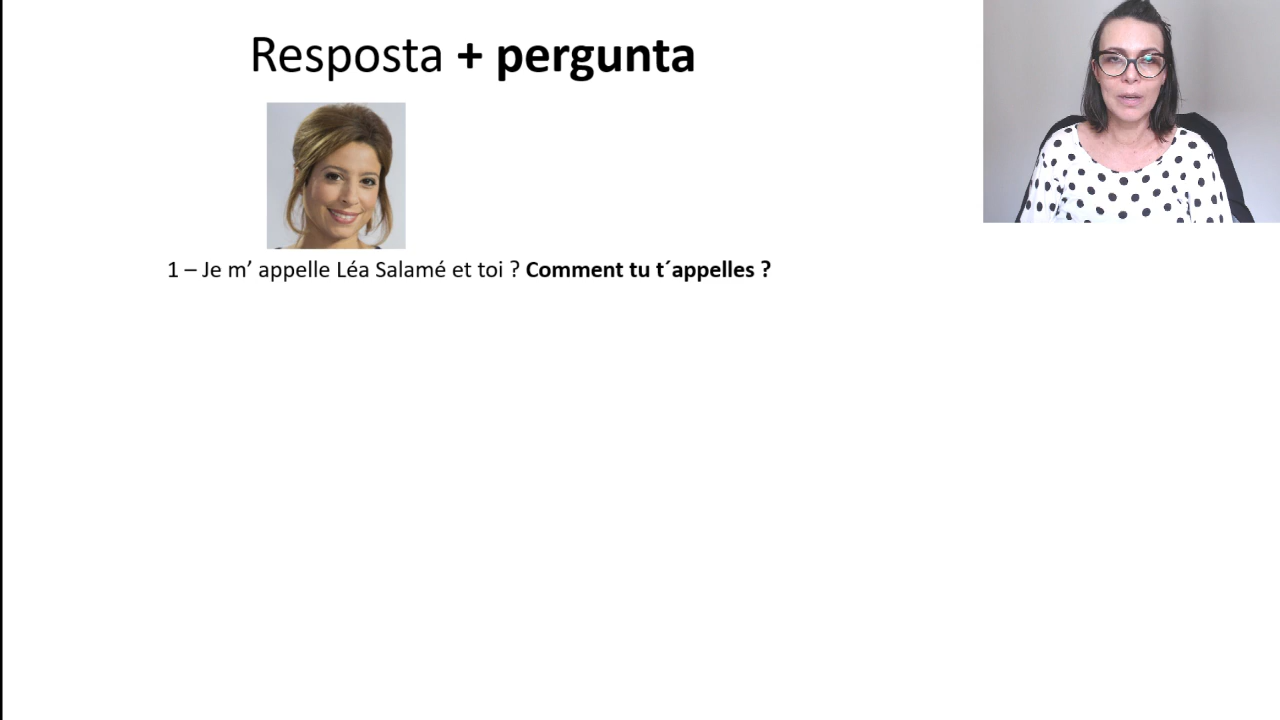 Resposta + pergunta
1 – Je m’ appelle Léa Salamé et toi ? Comment tu t´appelles ?